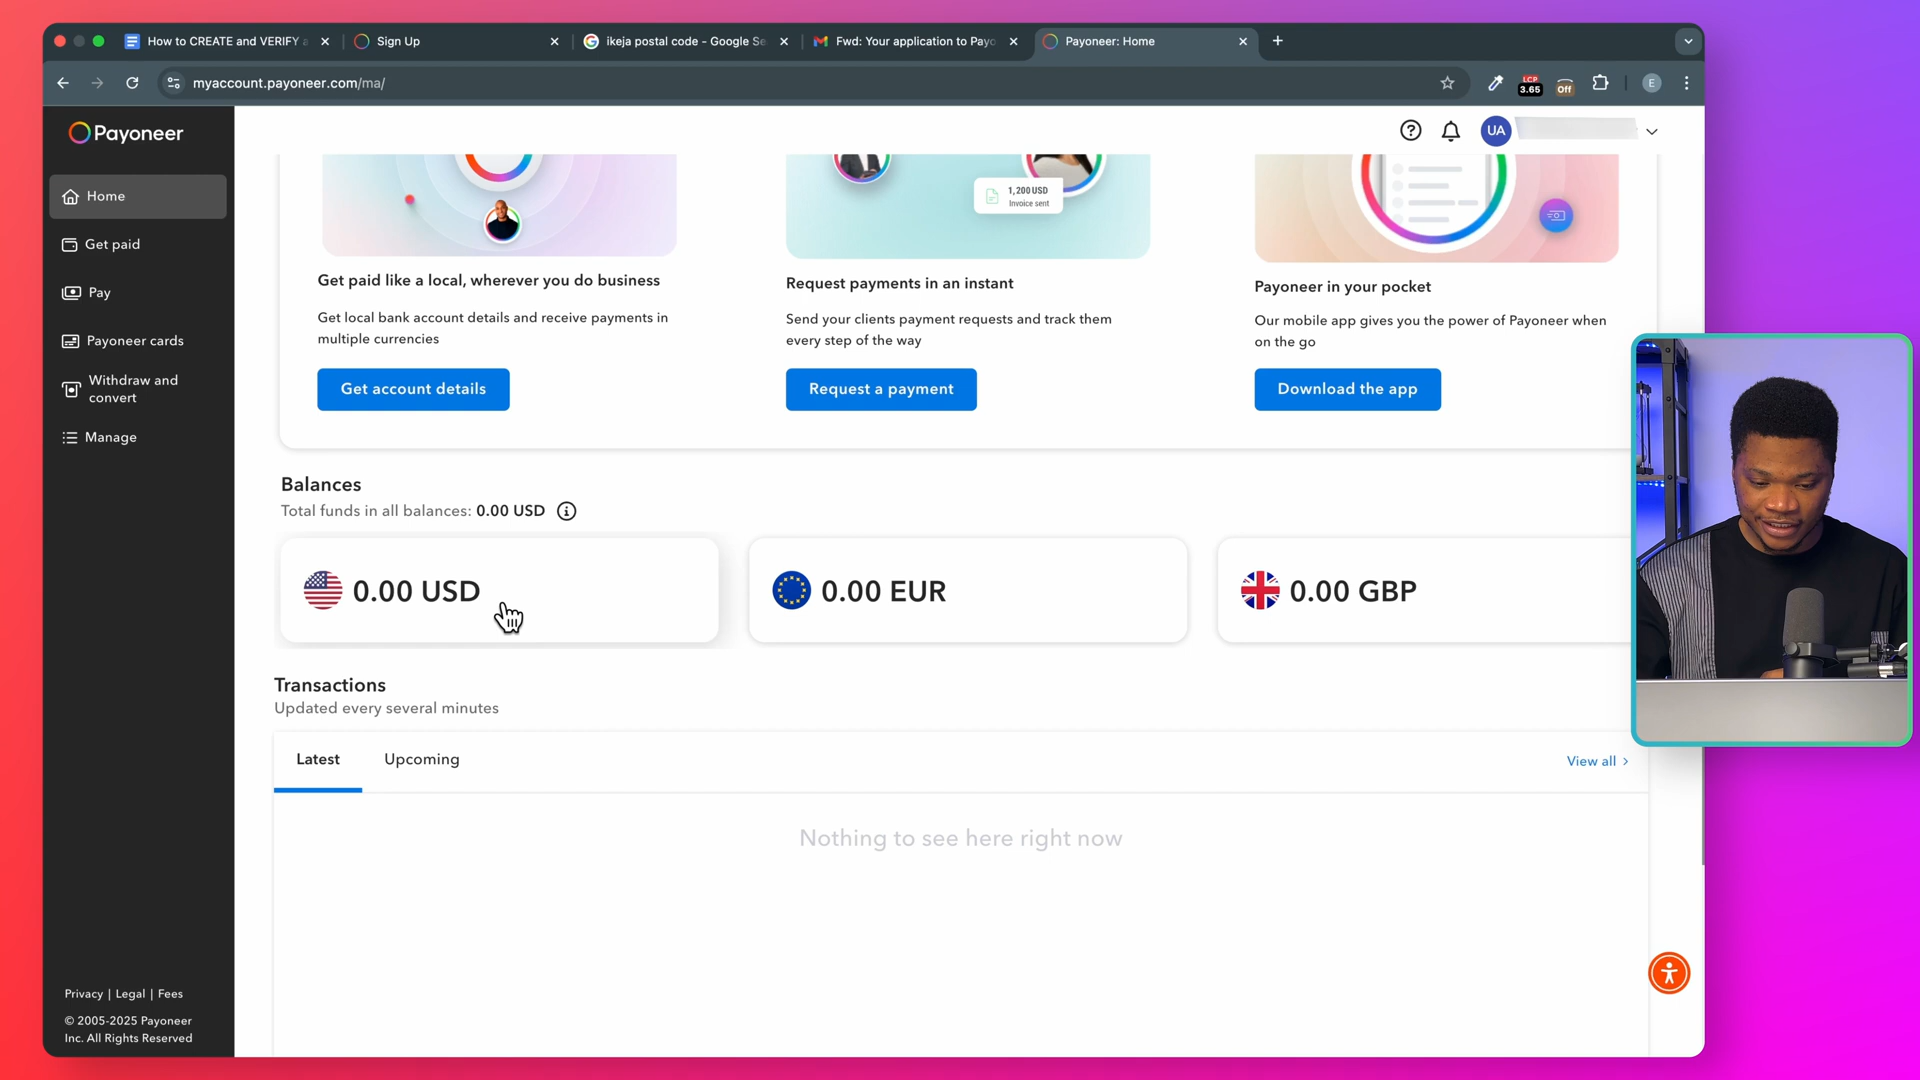 How to CREATE and VERIFY a
Sign Up
ikeja postal code - Google Se
Fwd: Your application to Payo
Payoneer: Home
myaccount.payoneer.com/ma/
LCP
3.65
Off
E
Payoneer
UA
Home
Get paid
Pay
Payoneer cards
Withdraw and
convert
Manage
1,200 USD
Invoice sent
Get paid like a local, wherever you do business
Get local bank account details and receive payments in
multiple currencies
Get account details
Request payments in an instant
Send your clients payment requests and track them
every step of the way
Request a payment
Payoneer in your pocket
Our mobile app gives you the power of Payoneer when
on the go
Download the app
Balances
Total funds in all balances: 0.00 USD
0.00 USD
0.00 EUR
0.00 GBP
Transactions
Updated every several minutes
Latest
Upcoming
View all
Nothing to see here right now
Privacy | Legal | Fees
© 2005-2025 Payoneer
Inc. All Rights Reserved